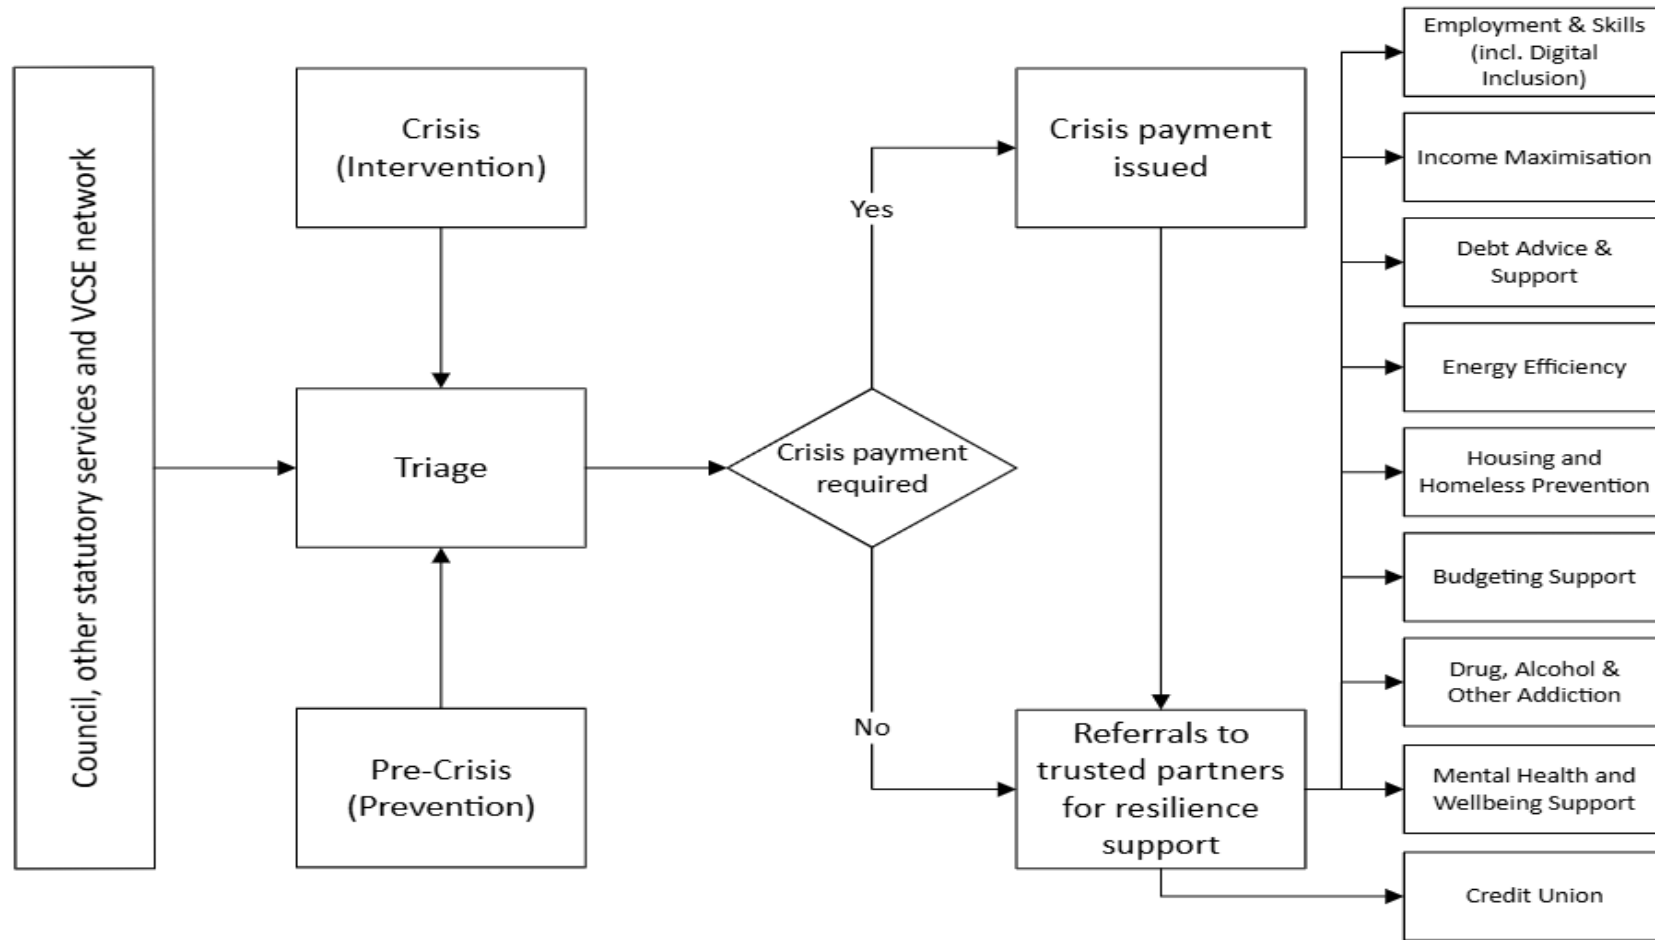 Council, other statutory services and VCSE network
Crisis
(Intervention)
Triage
Pre-Crisis
(Prevention)
Crisis payment
required
Yes
No
Crisis payment
issued
Referrals to
trusted partners
for resilience
support
Employment & Skills
(incl. Digital
Inclusion)
Income Maximisation
Debt Advice &
Support
Energy Efficiency
Housing and
Homeless Prevention
Budgeting Support
Drug, Alcohol &
Other Addiction
Mental Health and
Wellbeing Support
Credit Union